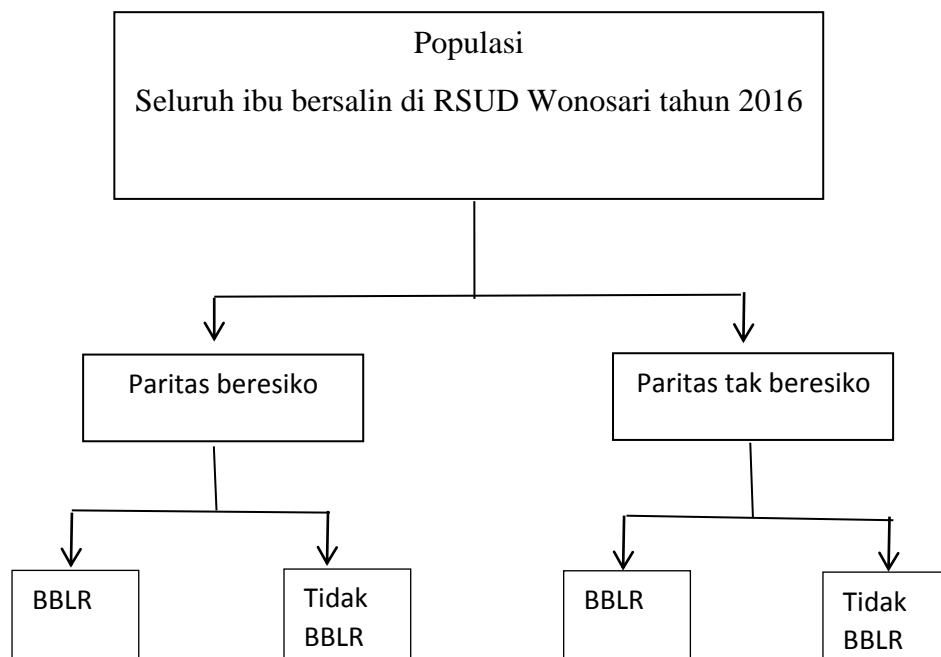 Populasi
Seluruh ibu bersalin di RSUD Wonosari tahun 2016
Paritas beresiko
Paritas tak beresiko
BBLR
Tidak
BBLR
BBLR
Tidak
BBLR